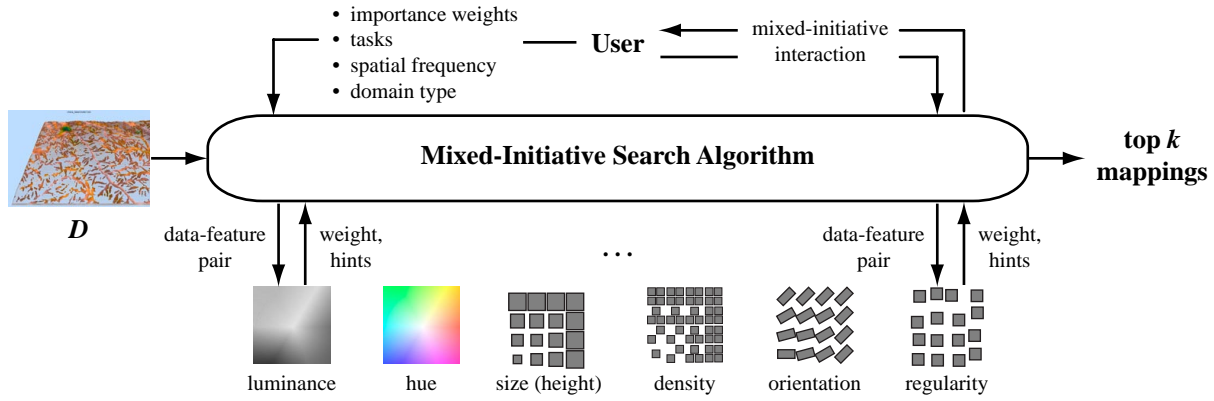 • importance weights
• tasks
• spatial frequency
• domain type
User
mixed-initiative
interaction
Mixed-Initiative Search Algorithm
top k
mappings
D
data-feature
pair
weight,
hints
...
data-feature
pair
weight,
hints
luminance
hue
size (height)
density
orientation
regularity